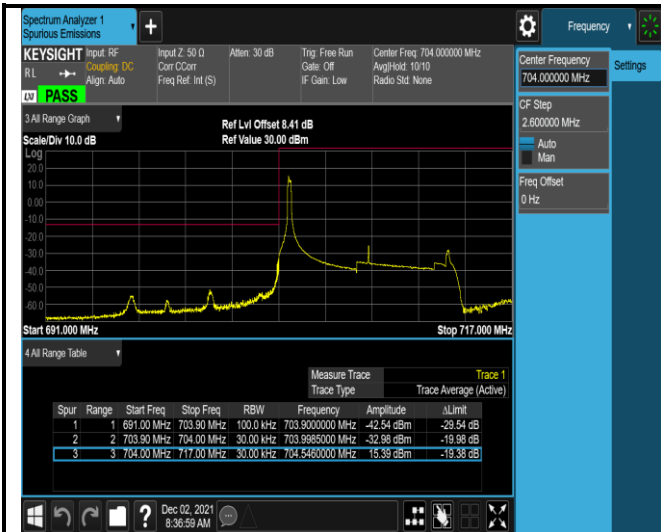 Spectrum Analyzer 1
Spurious Emissions
+
Frequency
KEYSIGHT
RL
LXI
PASS
Input: RF
Coupling: DC
Align: Auto
Input Z: 50 Ω
Corr CCorr
Freq Ref: Int (S)
Atten: 30 dB
Trig: Free Run
Gate: Off
IF Gain: Low
Center Freq: 704.000000 MHz
Avg|Hold: 10/10
Radio Std: None
Center Frequency
704.000000 MHz
Settings
CF Step
2.600000 MHz
Auto
Man
Freq Offset
0 Hz
3 All Range Graph
Scale/Div 10.0 dB
Ref Lvl Offset 8.41 dB
Ref Value 30.00 dBm
Log
20.0
10.0
0.00
-10.0
-20.0
-30.0
-40.0
-50.0
-60.0
Start 691.000 MHz
Stop 717.000 MHz
4 All Range Table
Measure Trace Trace 1
Trace Type Trace Average (Active)
Spur Range Start Freq Stop Freq RBW Frequency Amplitude ΔLimit
1 1 691.00 MHz 703.90 MHz 100.0 kHz 703.9000000 MHz -42.54 dBm -29.54 dB
2 2 703.90 MHz 704.00 MHz 30.00 kHz 703.9985000 MHz -32.98 dBm -19.98 dB
3 3 704.00 MHz 717.00 MHz 30.00 kHz 704.5460000 MHz 15.39 dBm -19.38 dB
?
Dec 02, 2021
8:36:59 AM